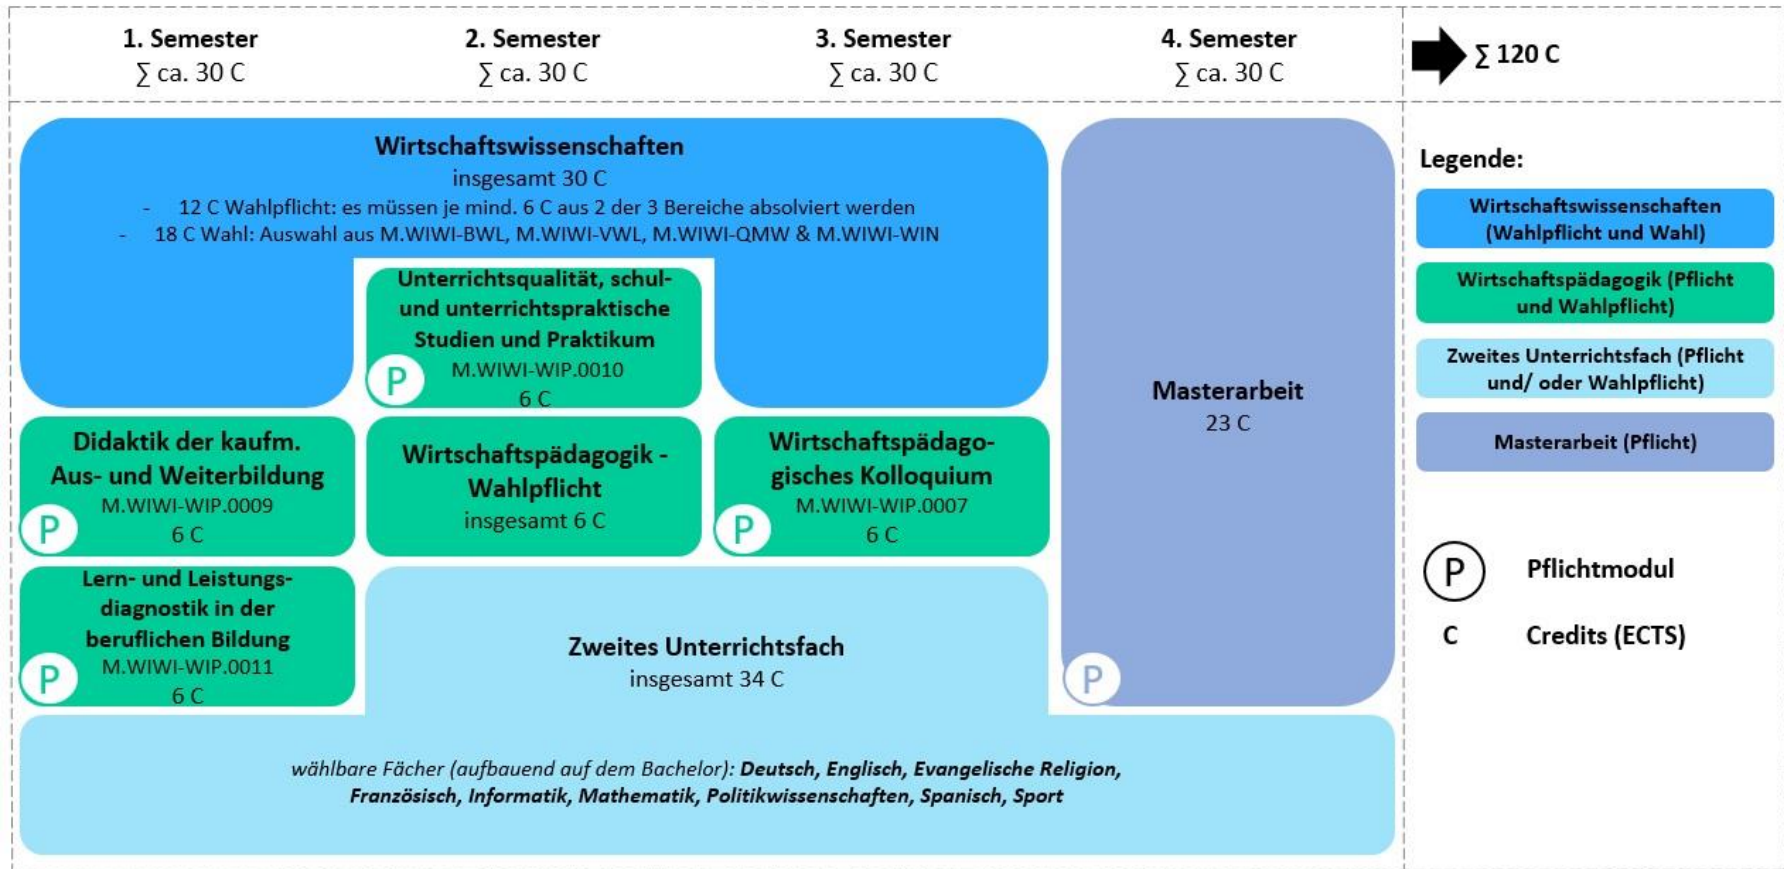 1. Semester
∑ ca. 30 C
2. Semester
∑ ca. 30 C
3. Semester
∑ ca. 30 C
4. Semester
∑ ca. 30 C
∑ 120 C
Wirtschaftswissenschaften
insgesamt 30 C
- 12 C Wahlpflicht: es müssen je mind. 6 C aus 2 der 3 Bereiche absolviert werden
- 18 C Wahl: Auswahl aus M.WIWI-BWL, M.WIWI-VWL, M.WIWI-QMW & M.WIWI-WIN
Unterrichtsqualität, schul-
und unterrichtspraktische
Studien und Praktikum
M.WIWI-WIP.0010
6 C
P
Didaktik der kaufm.
Aus- und Weiterbildung
M.WIWI-WIP.0009
6 C
P
Wirtschaftspädagogik -
Wahlpflicht
insgesamt 6 C
Wirtschaftspädago-
gisches Kolloquium
M.WIWI-WIP.0007
6 C
P
Lern- und Leistungs-
diagnostik in der
beruflichen Bildung
M.WIWI-WIP.0011
6 C
P
Zweites Unterrichtsfach
insgesamt 34 C
wählbare Fächer (aufbauend auf dem Bachelor): Deutsch, Englisch, Evangelische Religion,
Französisch, Informatik, Mathematik, Politikwissenschaften, Spanisch, Sport
Masterarbeit
23 C
P
Legende:
Wirtschaftswissenschaften
(Wahlpflicht und Wahl)
Wirtschaftspädagogik (Pflicht
und Wahlpflicht)
Zweites Unterrichtsfach (Pflicht
und/ oder Wahlpflicht)
Masterarbeit (Pflicht)
P Pflichtmodul
C Credits (ECTS)